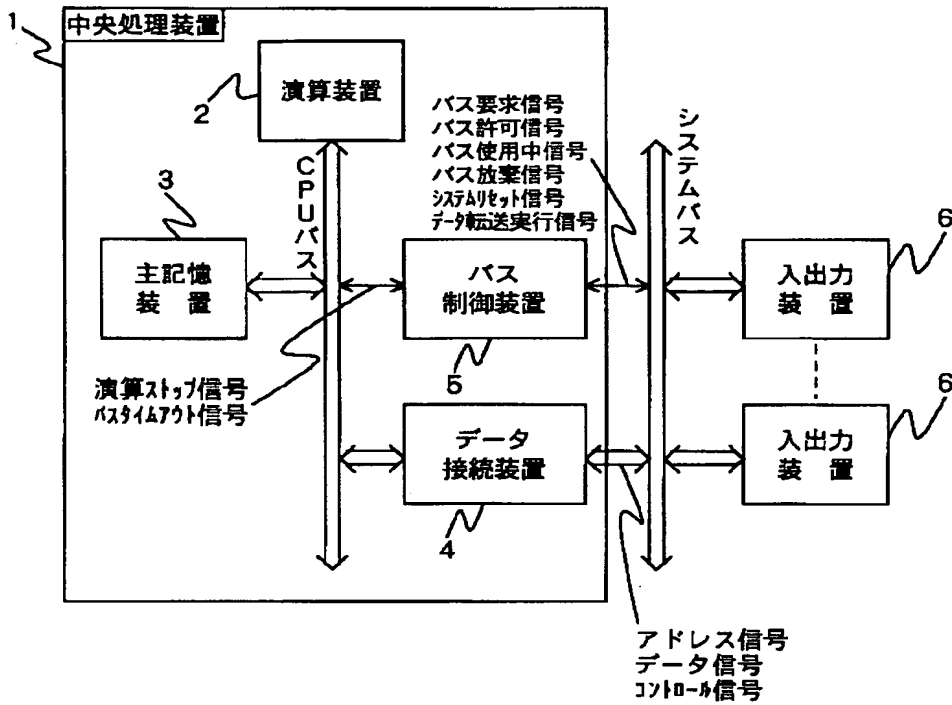 1
中央処理装置
2
演算装置
バス要求信号
バス許可信号
バス使用中信号
バス放棄信号
ｼｽﾃﾑﾘｾｯﾄ信号
ﾃﾞｰﾀ転送実行信号
システムバス
CPUバス
3
主記憶
装　置
バス
制御装置
5
6
入出力
装　置
演算ｽﾄｯﾌﾟ信号
ﾊﾞｽﾀｲﾑｱｳﾄ信号
データ
接続装置
4
6
入出力
装　置
アドレス信号
データ信号
ｺﾝﾄﾛｰﾙ信号